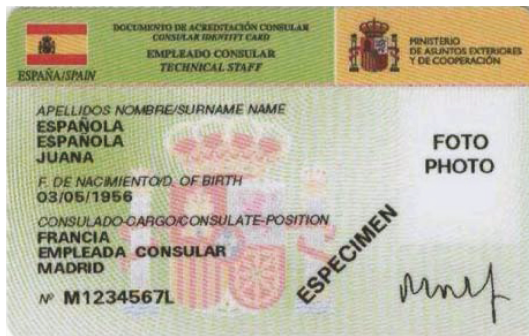 DOCUMENTO DE ACREDITACIÓN CONSULAR
CONSULAR IDENTITY CARD
EMPLEADO CONSULAR
TECHNICAL STAFF
ESPAÑA/SPAIN
MINISTERIO
DE ASUNTOS EXTERIORES
Y DE COOPERACIÓN
APELLIDOS NOMBRE/SURNAME NAME
ESPAÑOLA
ESPAÑOLA
JUANA
F. DE NACIMIENTO/D. OF BIRTH
03/05/1956
CONSULADO-CARGO/CONSULATE-POSITION
FRANCIA
EMPLEADA CONSULAR
MADRID
Nº M1234567L
FOTO
PHOTO
ESPECIMEN